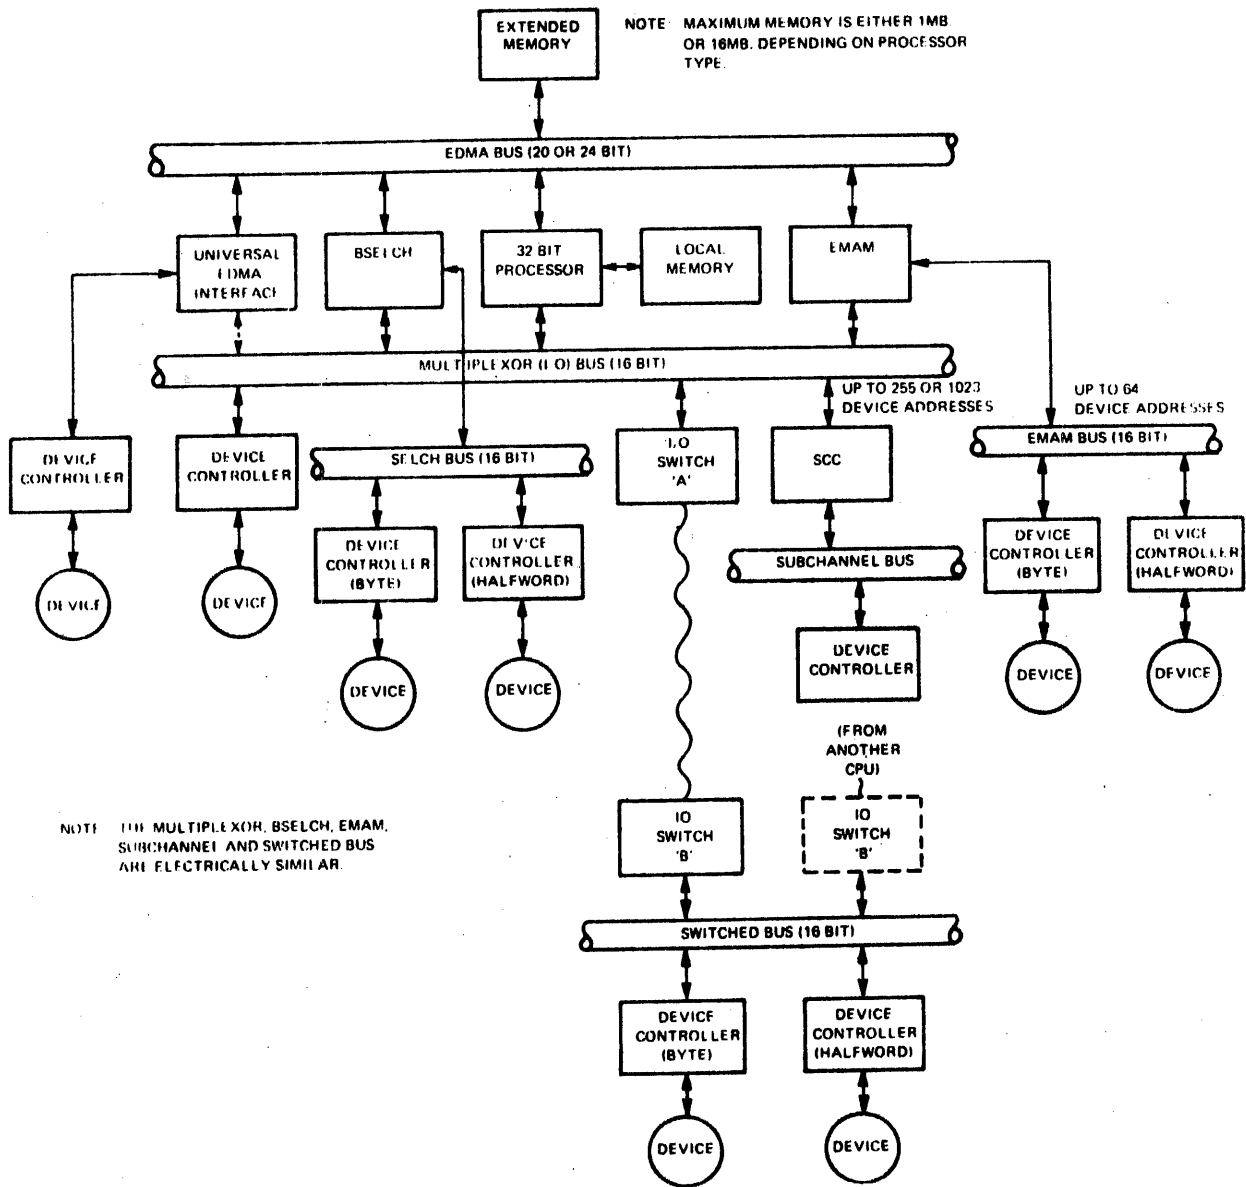 EXTENDED
MEMORY
NOTE: MAXIMUM MEMORY IS EITHER 1MB
OR 16MB, DEPENDING ON PROCESSOR
TYPE.
EDMA BUS (20 OR 24 BIT)
UNIVERSAL
EDMA
INTERFACE
BSELCH
32 BIT
PROCESSOR
LOCAL
MEMORY
EMAM
MULTIPLEXOR (I/O) BUS (16 BIT)
UP TO 255 OR 1023
DEVICE ADDRESSES
UP TO 64
DEVICE ADDRESSES
DEVICE
CONTROLLER
DEVICE
CONTROLLER
SELCH BUS (16 BIT)
I/O
SWITCH
'A'
SCC
EMAM BUS (16 BIT)
DEVICE
CONTROLLER
(BYTE)
DEVICE
CONTROLLER
(HALFWORD)
SUBCHANNEL BUS
DEVICE
CONTROLLER
(BYTE)
DEVICE
CONTROLLER
(HALFWORD)
DEVICE
DEVICE
DEVICE
DEVICE
DEVICE
CONTROLLER
DEVICE
DEVICE
(FROM
ANOTHER
CPU)
NOTE THE MULTIPLEXOR, BSELCH, EMAM,
SUBCHANNEL AND SWITCHED BUS
ARE ELECTRICALLY SIMILAR.
IO
SWITCH
'B'
IO
SWITCH
'B'
SWITCHED BUS (16 BIT)
DEVICE
CONTROLLER
(BYTE)
DEVICE
CONTROLLER
(HALFWORD)
DEVICE
DEVICE